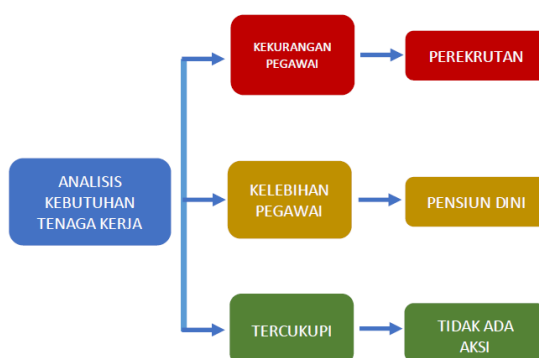 ANALISIS
KEBUTUHAN
TENAGA KERJA
KEKURANGAN
PEGAWAI
PEREKRUTAN
KELEBIHAN
PEGAWAI
PENSIUN DINI
TERCUKUPI
TIDAK ADA
AKSI